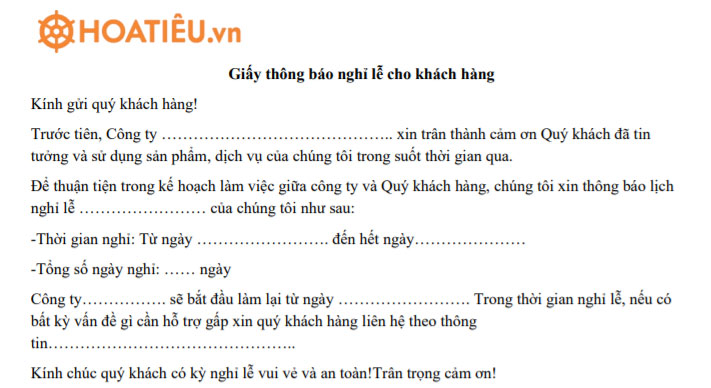 HOATIÊU.vn
Giấy thông báo nghỉ lễ cho khách hàng
Kính gửi quý khách hàng!
Trước tiên, Công ty …………………………………….. xin trân thành cảm ơn Quý khách đã tin
tưởng và sử dụng sản phẩm, dịch vụ của chúng tôi trong suốt thời gian qua.
Để thuận tiện trong kế hoạch làm việc giữa công ty và Quý khách hàng, chúng tôi xin thông báo lịch
nghỉ lễ …………………… của chúng tôi như sau:
-Thời gian nghỉ: Từ ngày ……………………. đến hết ngày…………………
-Tổng số ngày nghỉ: …… ngày
Công ty……………. sẽ bắt đầu làm lại từ ngày ……………………. Trong thời gian nghỉ lễ, nếu có
bất kỳ vấn đề gì cần hỗ trợ gấp xin quý khách hàng liên hệ theo thông
tin………………………………………..
Kính chúc quý khách có kỳ nghỉ lễ vui vẻ và an toàn!Trân trọng cảm ơn!